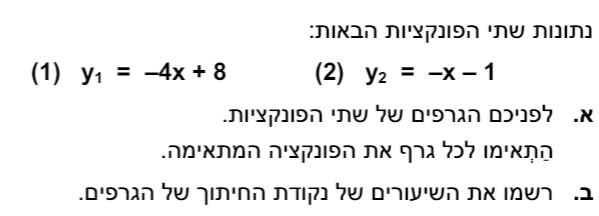 נתונות שתי הפונקציות הבאות:
(1) y₁ = –4x + 8 (2) y₂ = –x – 1
א. לפניכם הגרפים של שתי הפונקציות.
הַתְאימו לכל גרף את הפונקציה המתאימה.
ב. רשמו את השיעורים של נקודת החיתוך של הגרפים.